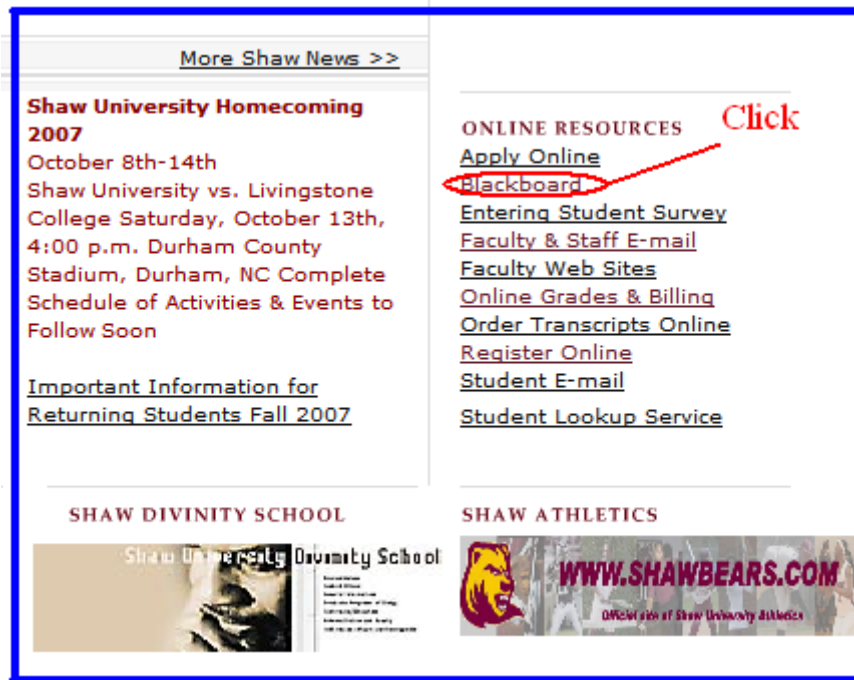 More Shaw News >>
Shaw University Homecoming
2007
October 8th-14th
Shaw University vs. Livingstone
College Saturday, October 13th,
4:00 p.m. Durham County
Stadium, Durham, NC Complete
Schedule of Activities & Events to
Follow Soon
Important Information for
Returning Students Fall 2007
ONLINE RESOURCES
Click
Apply Online
Blackboard
Entering Student Survey
Faculty & Staff E-mail
Faculty Web Sites
Online Grades & Billing
Order Transcripts Online
Register Online
Student E-mail
Student Lookup Service
SHAW DIVINITY SCHOOL
Shaw University Divinity School
SHAW ATHLETICS
WWW.SHAWBEARS.COM
Official site of Shaw University Athletics